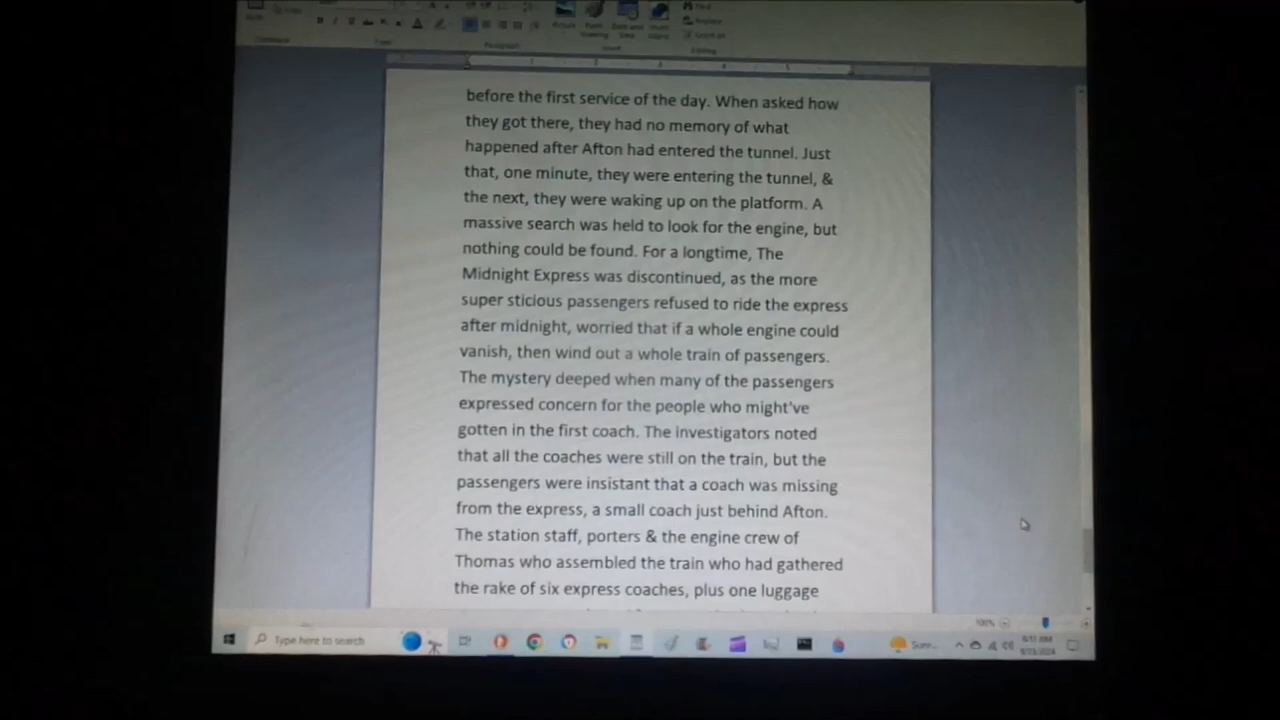 Find
Replace
before the first service of the day. When asked how
they got there, they had no memory of what
happened after Afton had entered the tunnel. Just
that, one minute, they were entering the tunnel, &
the next, they were waking up on the platform. A
massive search was held to look for the engine, but
nothing could be found. For a longtime, The
Midnight Express was discontinued, as the more
super sticious passengers refused to ride the express
after midnight, worried that if a whole engine could
vanish, then wind out a whole train of passengers.
The mystery deeped when many of the passengers
expressed concern for the people who might've
gotten in the first coach. The investigators noted
that all the coaches were still on the train, but the
passengers were insistant that a coach was missing
from the express, a small coach just behind Afton.
The station staff, porters & the engine crew of
Thomas who assembled the train who had gathered
the rake of six express coaches, plus one luggage
100%
Type here to search